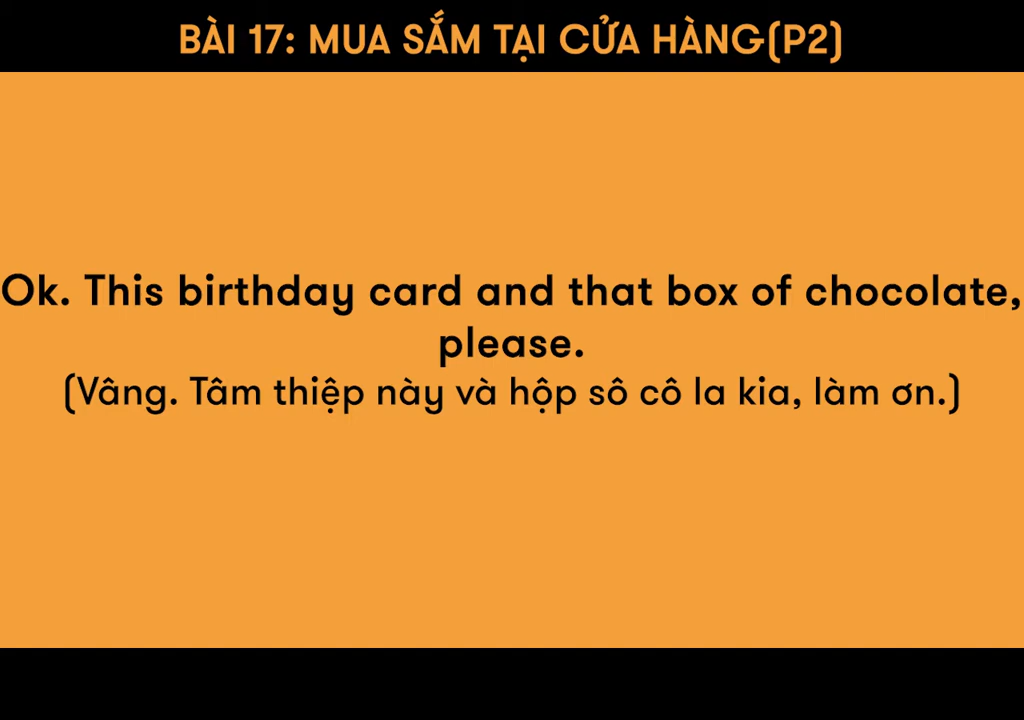 BÀI 17: MUA SẮM TẠI CỬA HÀNG(P2)
Ok. This birthday card and that box of chocolate,
please.
(Vâng. Tâm thiệp này và hộp sô cô la kia, làm ơn.)